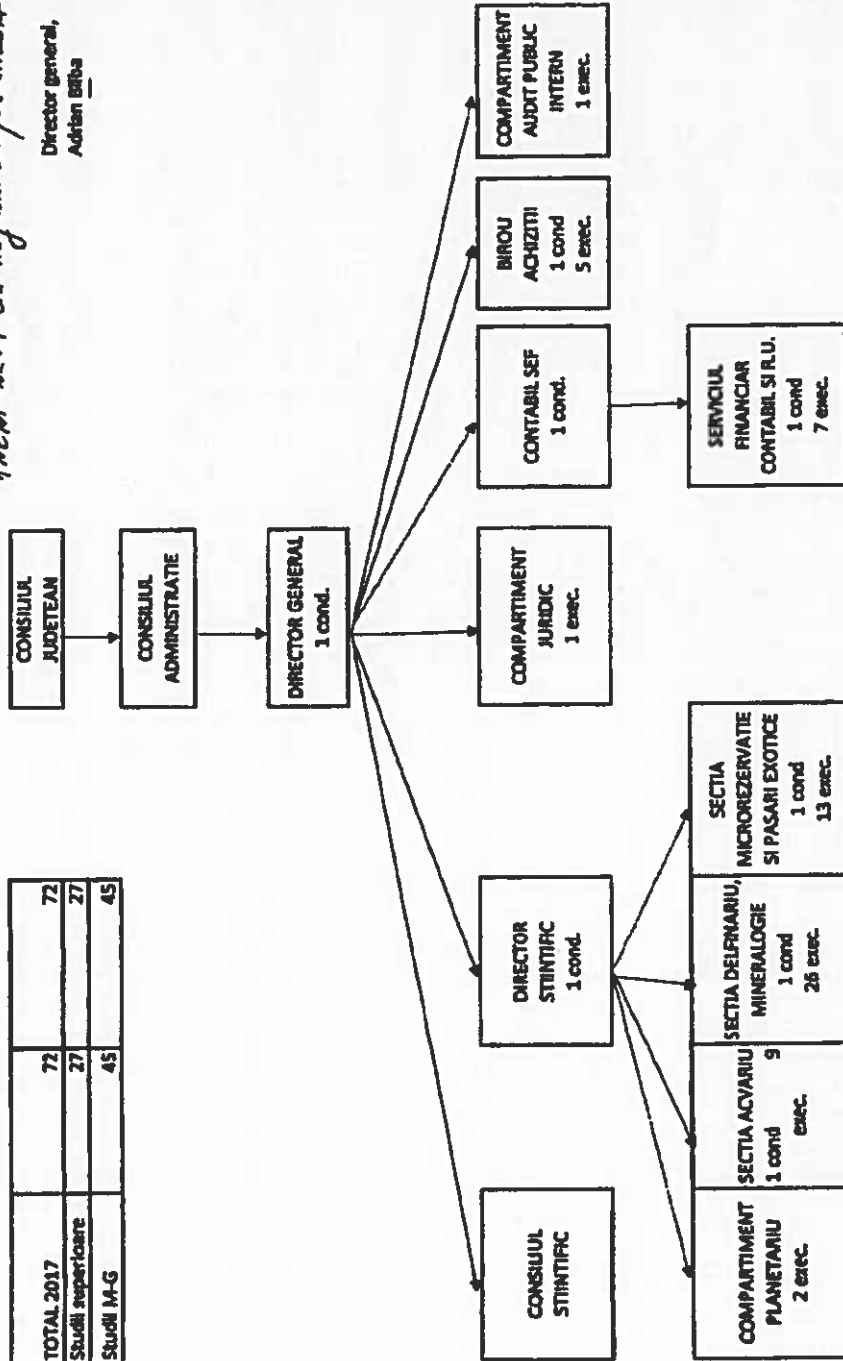 Director general,
Adrian Bîlba
TOTAL 2017 72 72
Studii superioare 27 27
Studii M-G 45 45
CONSILIUL
JUDETEAN
CONSILIUL
ADMINISTRATIE
DIRECTOR GENERAL
1 cond.
CONSILIUL
STIINTIFIC
DIRECTOR
STIINTIFIC
1 cond.
COMPARTIMENT
JURIDIC
1 exec.
CONTABIL SEF
1 cond.
BIROU
ACHIZITII
1 cond
5 exec.
COMPARTIMENT
AUDIT PUBLIC
INTERN
1 exec.
COMPARTIMENT
PLANETARIU
2 exec.
SECTIA ACVARIU
1 cond 9
exec.
SECTIA DELFINARIU,
MINERALOGIE
1 cond
26 exec.
SECTIA
MICROREZERVATIE
SI PASARI EXOTICE
1 cond
13 exec.
SERVICIUL
FINANCIAR
CONTABIL SI R.U.
1 cond
7 exec.